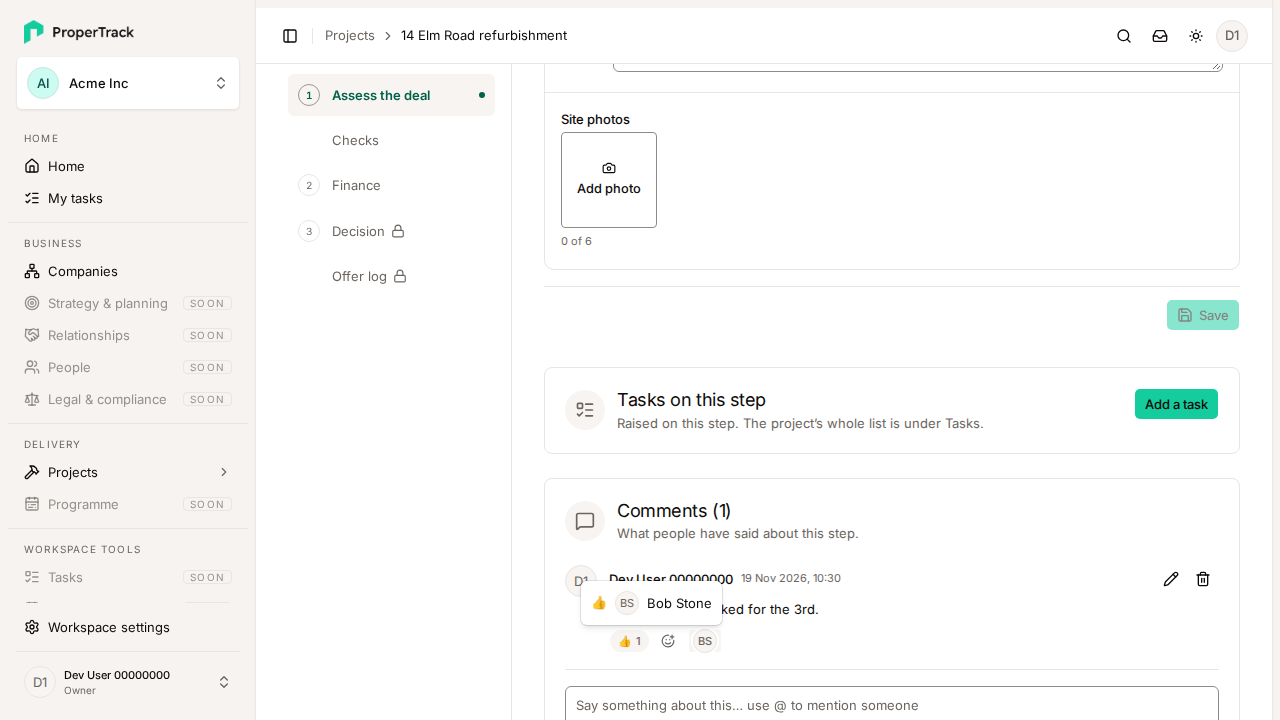 ProperTrack
AI
Acme Inc
HOME
Home
My tasks
BUSINESS
Companies
Strategy & planning SOON
Relationships SOON
People SOON
Legal & compliance SOON
DELIVERY
Projects
Programme SOON
WORKSPACE TOOLS
Tasks SOON
Workspace settings
D1
Dev User 00000000
Owner
Projects
14 Elm Road refurbishment
D1
1 Assess the deal
Checks
2 Finance
3 Decision
Offer log
Site photos
Add photo
0 of 6
Save
Tasks on this step
Raised on this step. The project’s whole list is under Tasks.
Add a task
Comments (1)
What people have said about this step.
D1
Dev User 00000000 19 Nov 2026, 10:30
👍 BS Bob Stone
ked for the 3rd.
👍 1
BS
Say something about this… use @ to mention someone